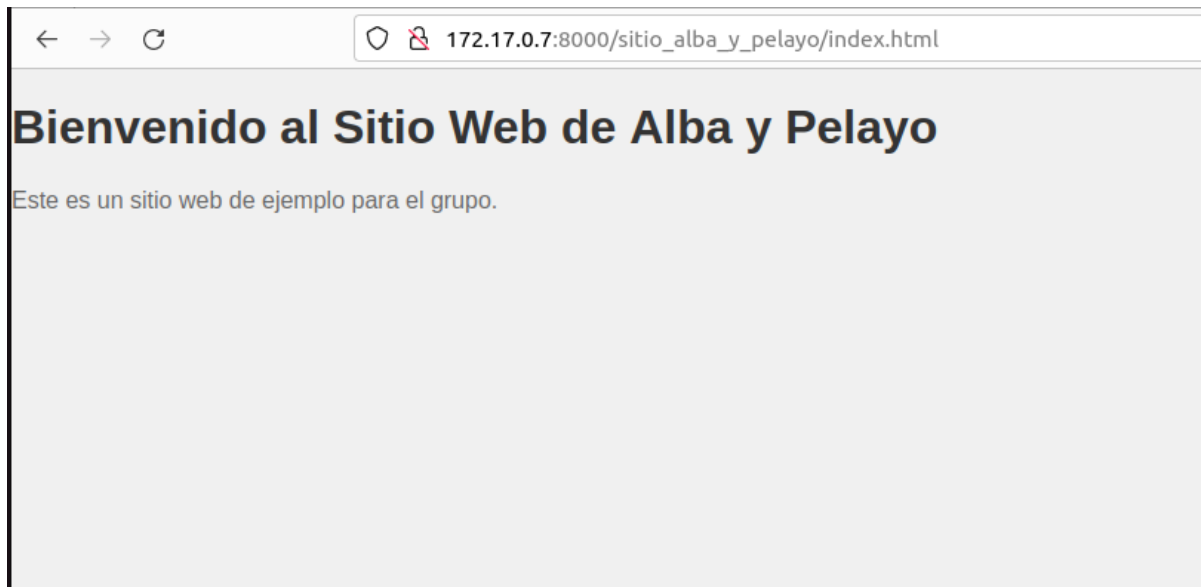 172.17.0.7:8000/sitio_alba_y_pelayo/index.html
Bienvenido al Sitio Web de Alba y Pelayo
Este es un sitio web de ejemplo para el grupo.